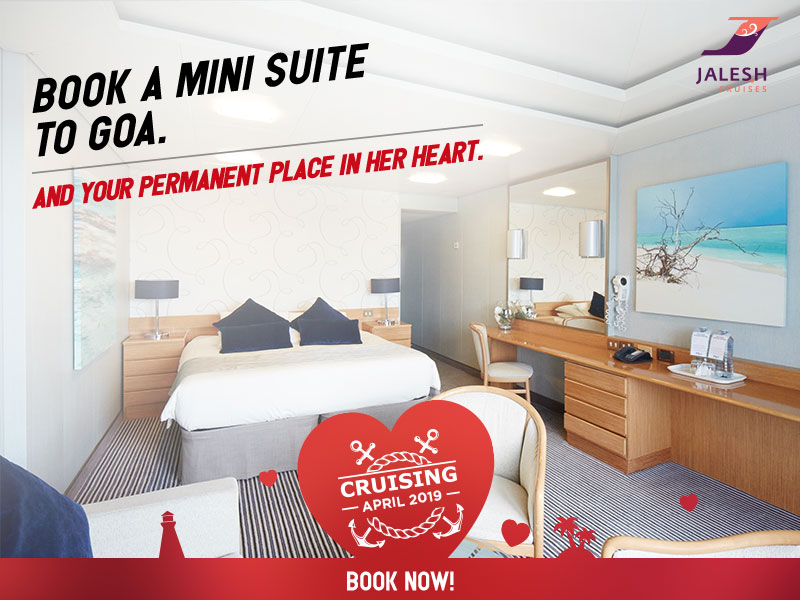 BOOK A MINI SUITE
TO GOA.
AND YOUR PERMANENT PLACE IN HER HEART.
JALESH
CRUISES
CRUISING
APRIL 2019
BOOK NOW!